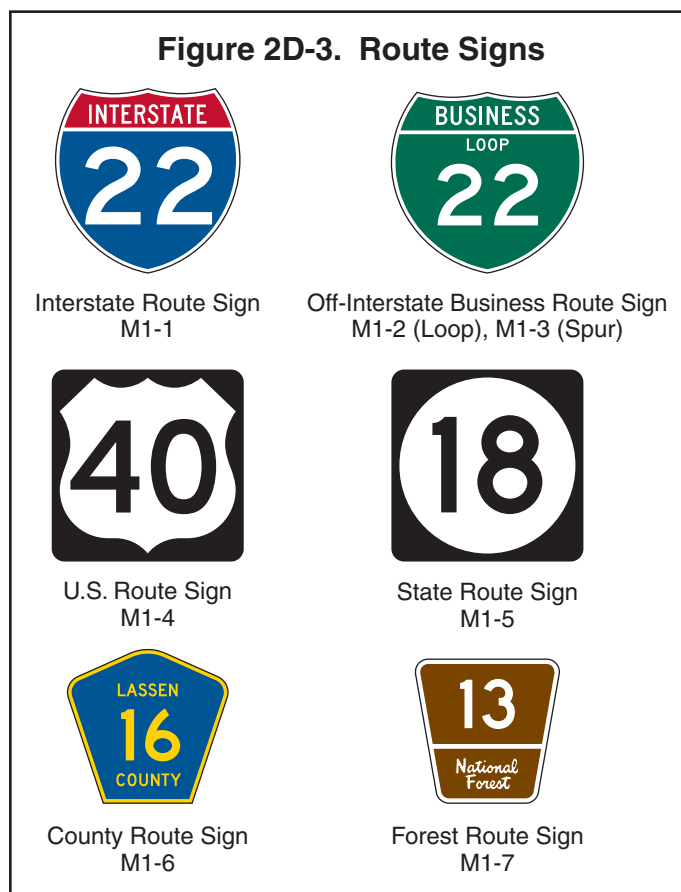 Figure 2D-3. Route Signs
INTERSTATE
22
Interstate Route Sign
M1-1
BUSINESS
LOOP
22
Off-Interstate Business Route Sign
M1-2 (Loop), M1-3 (Spur)
40
U.S. Route Sign
M1-4
18
State Route Sign
M1-5
LASSEN
16
COUNTY
County Route Sign
M1-6
13
National
Forest
Forest Route Sign
M1-7